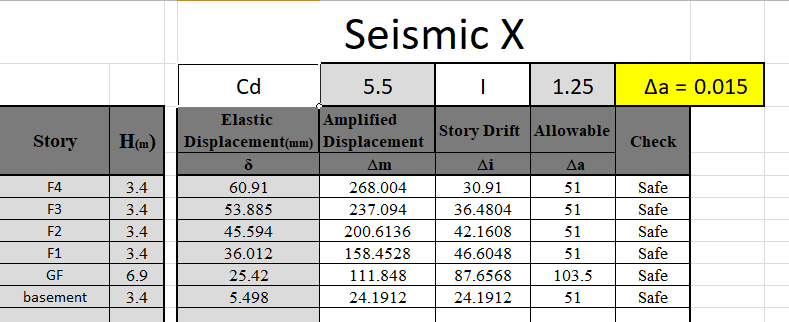 Seismic X
Cd 5.5 I 1.25 Δa = 0.015
Story H(m) Elastic Displacement(mm) Amplified Displacement Story Drift Allowable Check
δ Δm Δi Δa
F4 3.4 60.91 268.004 30.91 51 Safe
F3 3.4 53.885 237.094 36.4804 51 Safe
F2 3.4 45.594 200.6136 42.1608 51 Safe
F1 3.4 36.012 158.4528 46.6048 51 Safe
GF 6.9 25.42 111.848 87.6568 103.5 Safe
basement 3.4 5.498 24.1912 24.1912 51 Safe